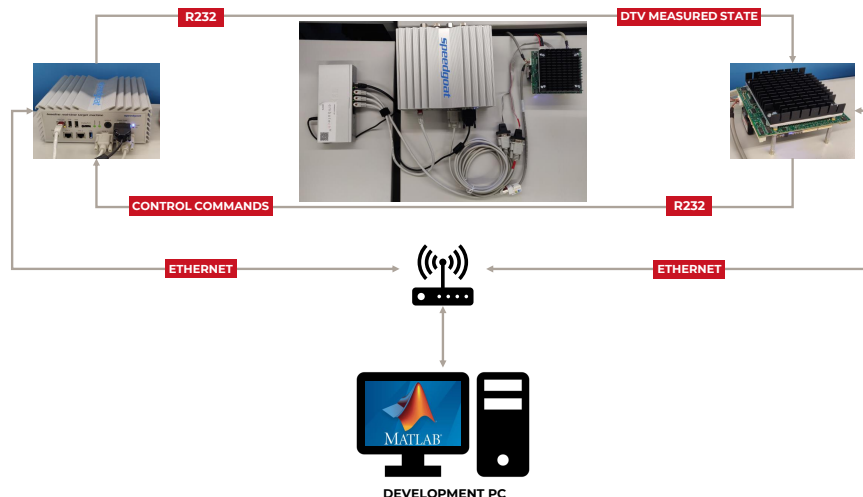 R232
DTV MEASURED STATE
speedgoat
CONTROL COMMANDS
R232
ETHERNET
ETHERNET
MATLAB
DEVELOPMENT PC